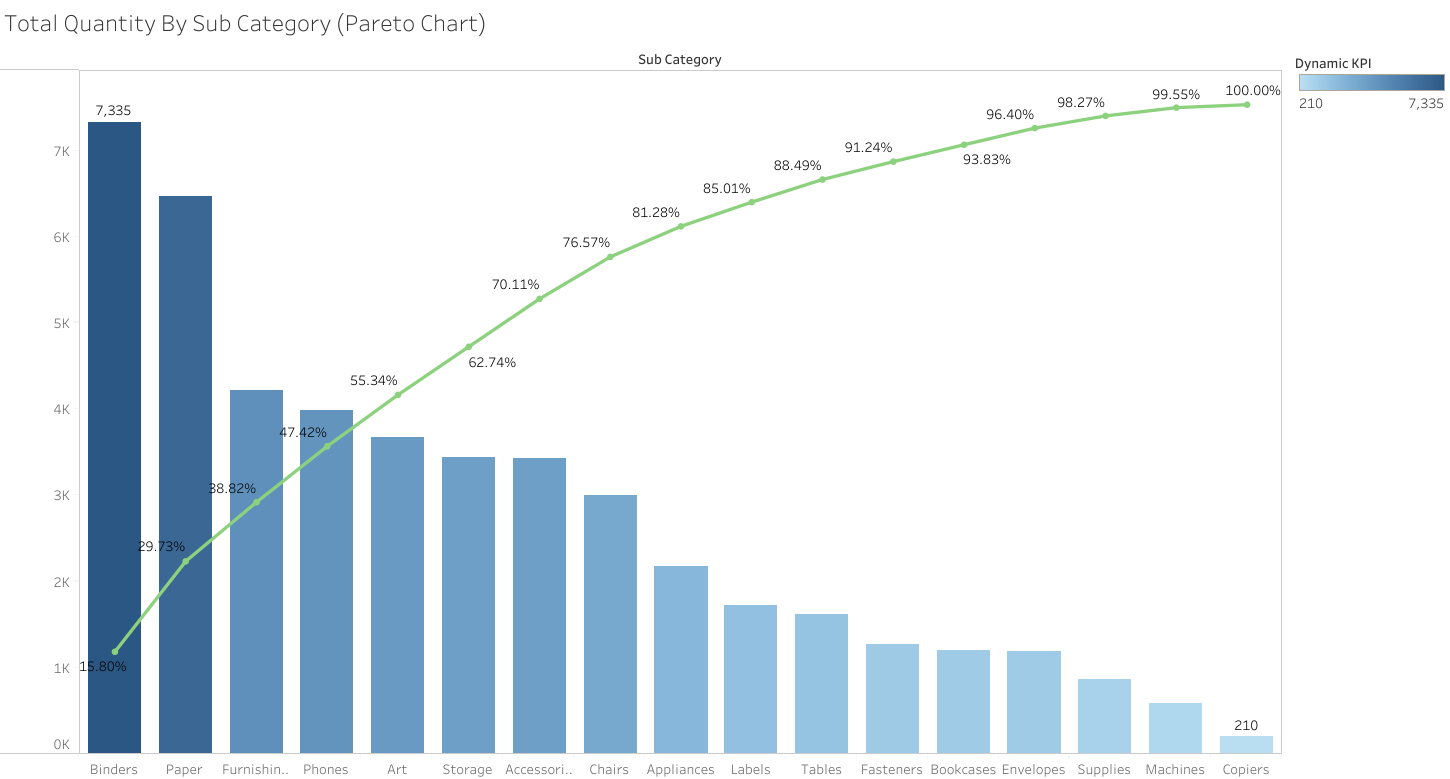 Total Quantity By Sub Category (Pareto Chart)
Sub Category
Dynamic KPI
210 7,335
7,335
7K
6K
5K
4K
3K
2K
1K
0K
15.80%
29.73%
38.82%
47.42%
55.34%
62.74%
70.11%
76.57%
81.28%
85.01%
88.49%
91.24%
93.83%
96.40%
98.27%
99.55%
100.00%
210
Binders Paper Furnishin.. Phones Art Storage Accessori.. Chairs Appliances Labels Tables Fasteners Bookcases Envelopes Supplies Machines Copiers